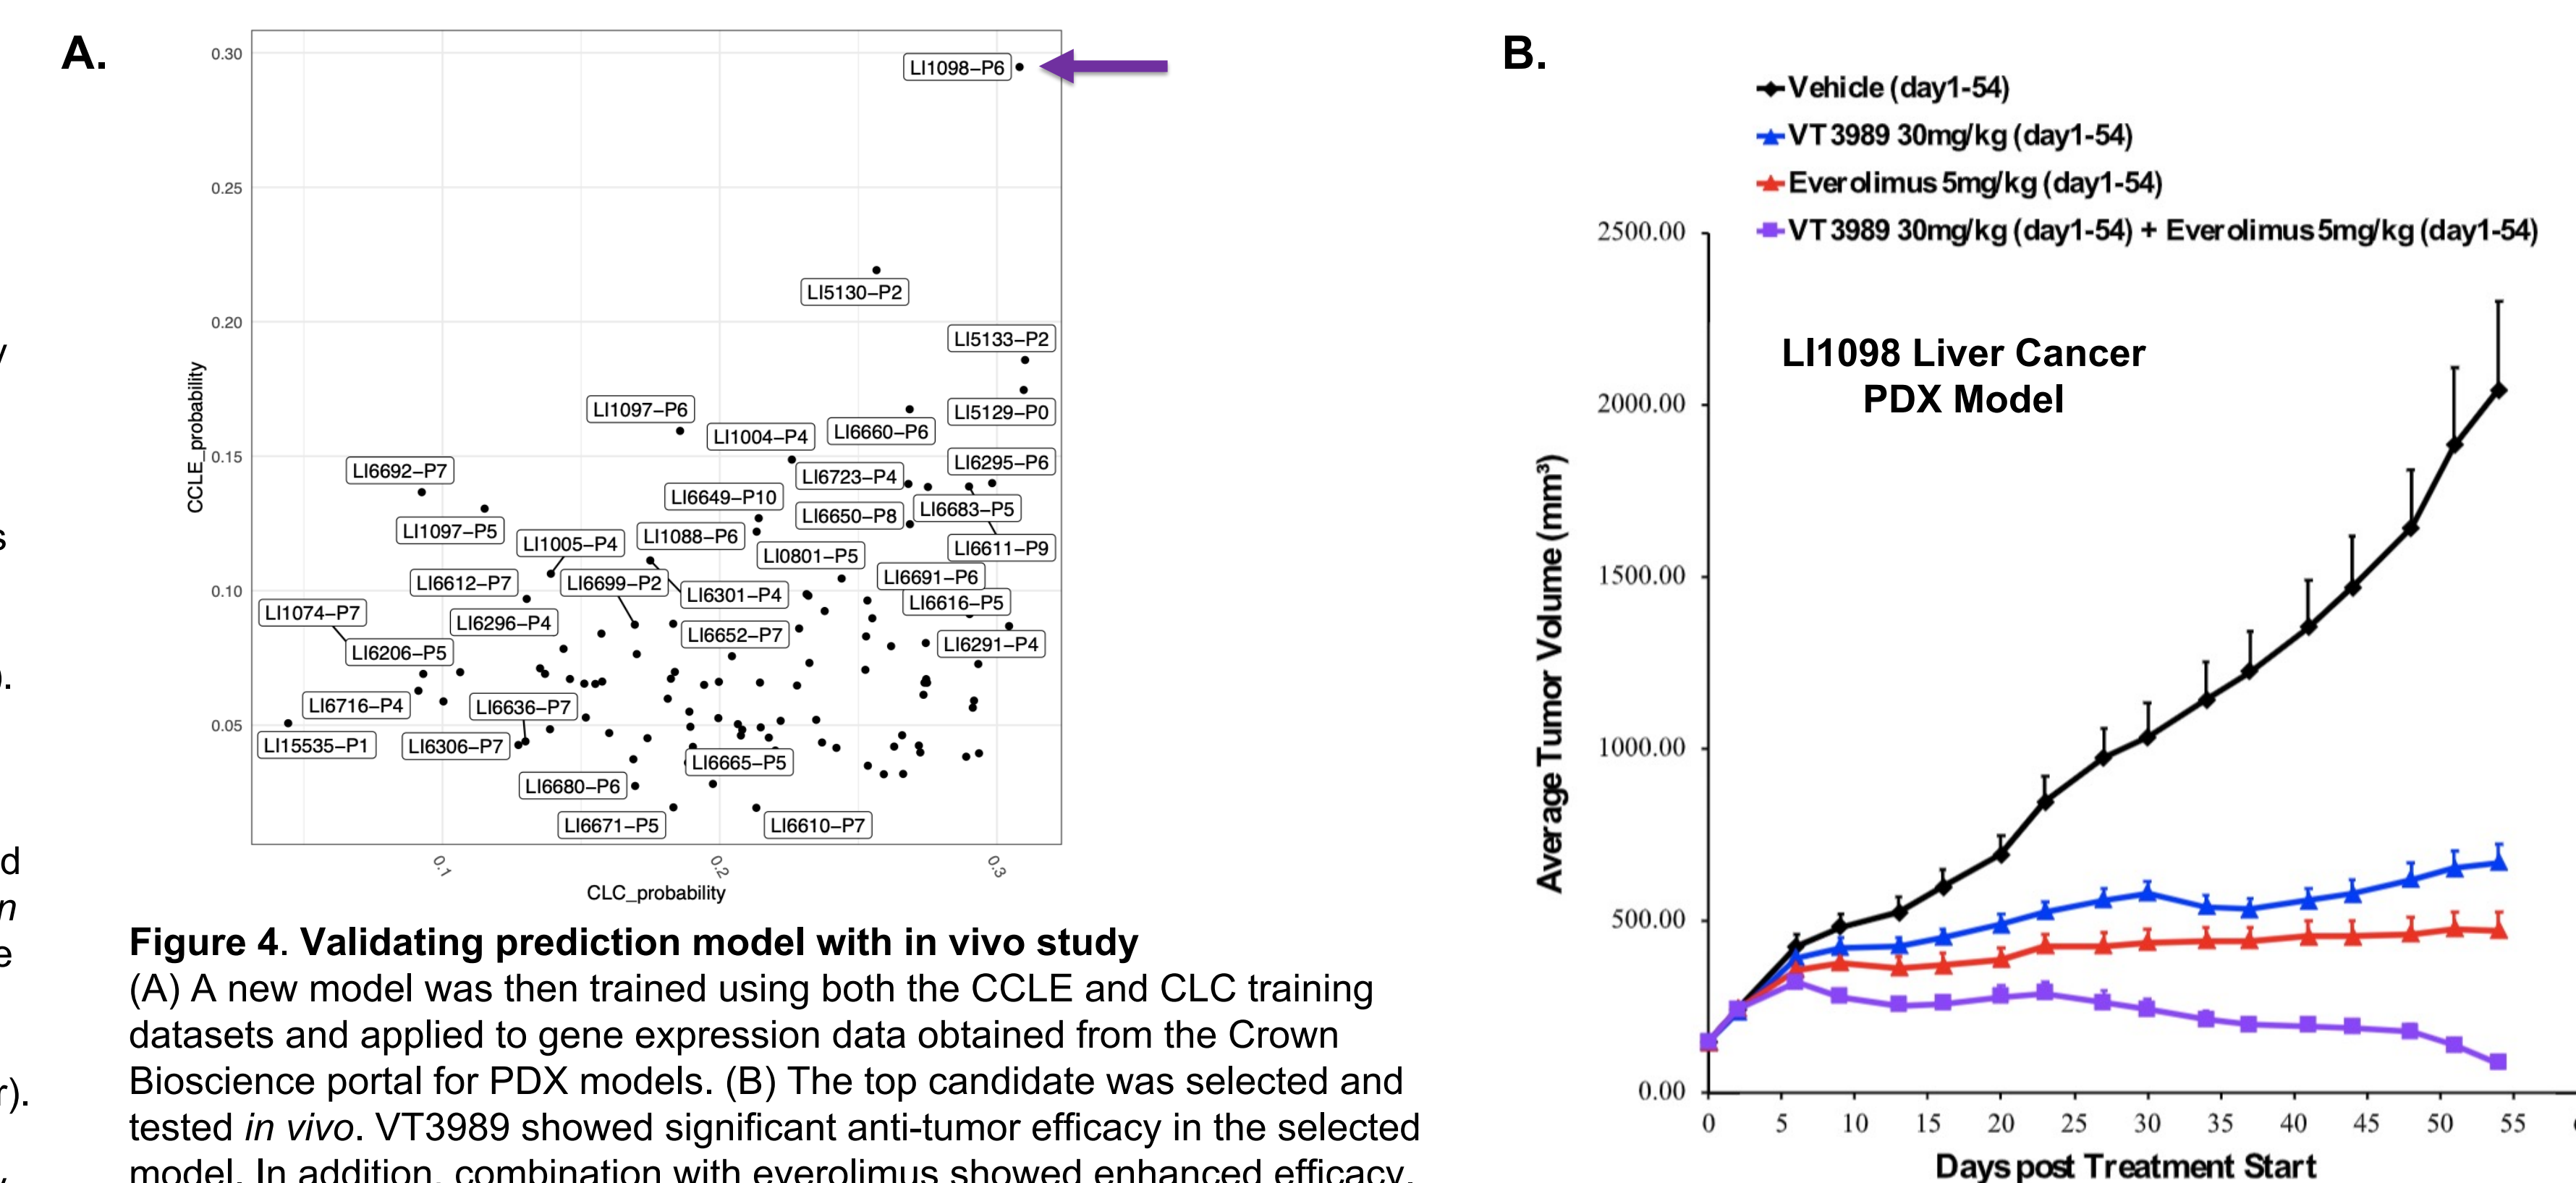 A.
0.30
0.25
0.20
0.15
0.10
0.05
CCLE_probability
LI1098–P6
LI5130–P2
LI5133–P2
LI5129–P0
LI1097–P6
LI1004–P4
LI6660–P6
LI6692–P7
LI6723–P4
LI6295–P6
LI6649–P10
LI6650–P8
LI6683–P5
LI1097–P5
LI1005–P4
LI1088–P6
LI0801–P5
LI6611–P9
LI6612–P7
LI6699–P2
LI6301–P4
LI6691–P6
LI6616–P5
LI1074–P7
LI6296–P4
LI6652–P7
LI6291–P4
LI6206–P5
LI6716–P4
LI6636–P7
LI15535–P1
LI6306–P7
LI6665–P5
LI6680–P6
LI6671–P5
LI6610–P7
0.1
0.2
0.3
CLC_probability
Figure 4. Validating prediction model with in vivo study
(A) A new model was then trained using both the CCLE and CLC training
datasets and applied to gene expression data obtained from the Crown
Bioscience portal for PDX models. (B) The top candidate was selected and
tested in vivo. VT3989 showed significant anti-tumor efficacy in the selected
model. In addition, combination with everolimus showed enhanced efficacy.
B.
Vehicle (day1-54)
VT3989 30mg/kg (day1-54)
Everolimus 5mg/kg (day1-54)
VT3989 30mg/kg (day1-54) + Everolimus 5mg/kg (day1-54)
LI1098 Liver Cancer
PDX Model
Average Tumor Volume (mm³)
2500.00
2000.00
1500.00
1000.00
500.00
0.00
0 5 10 15 20 25 30 35 40 45 50 55
Days post Treatment Start